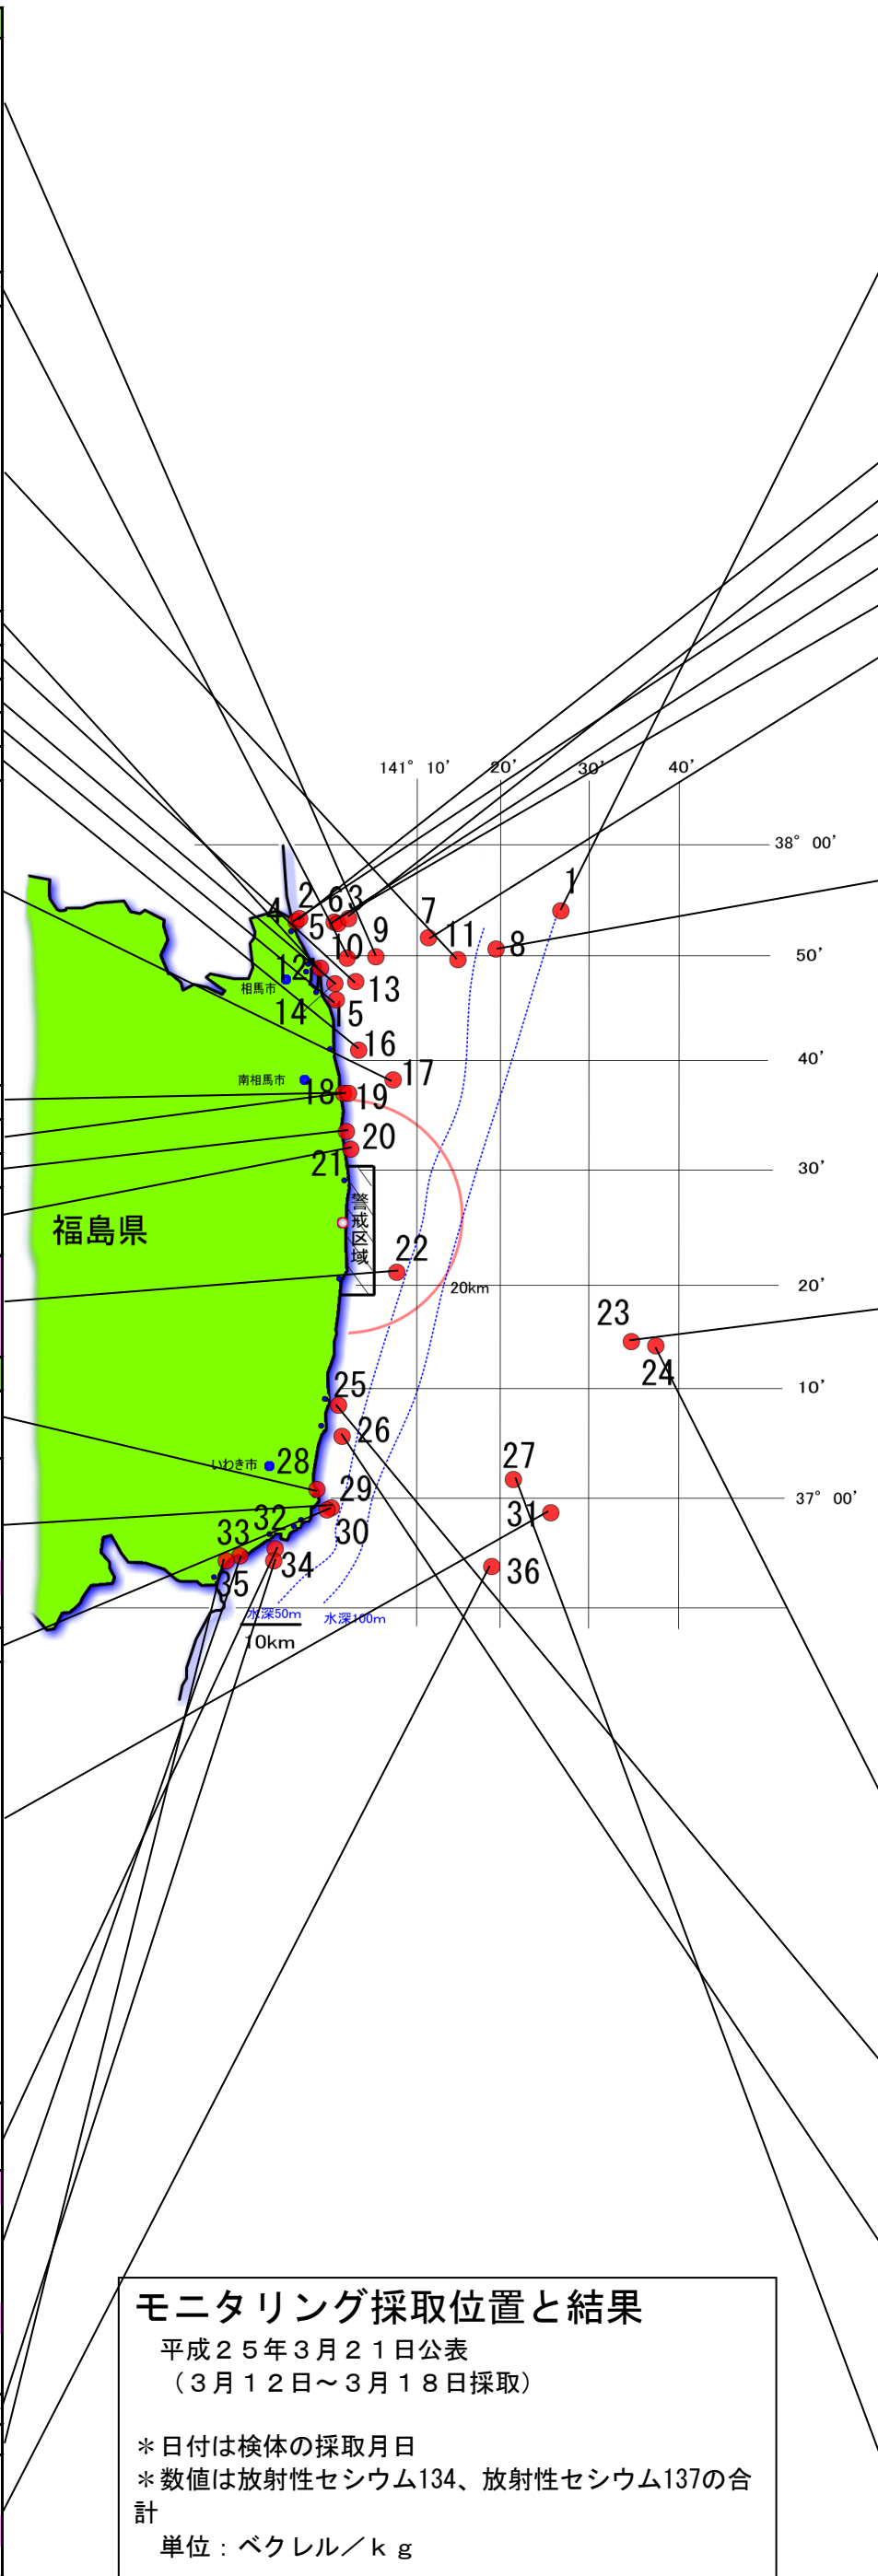 141° 10' 20' 30' 40'
38° 00'
1
4 2 6 3
5 9 7
11 8
10
50'
12
相馬市
13
14 15
16
40'
南相馬市
17
18 19
20
21
30'
警戒区域
福島県
22
20'
20km
23
24
10'
25
26
いわき市 28
27
29
37° 00'
31
32 30
33
34
35
36
水深50m 水深100m
10km
モニタリング採取位置と結果
平成25年3月21日公表
(3月12日~3月18日採取)
*日付は検体の採取月日
*数値は放射性セシウム134、放射性セシウム137の合
計
単位:ベクレル/kg